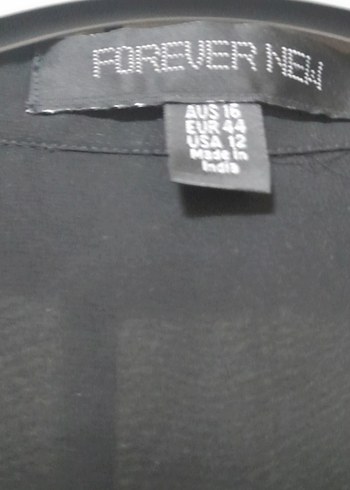 FOREVER NEW
AUS 16
EUR 44
USA 12
Made in
India